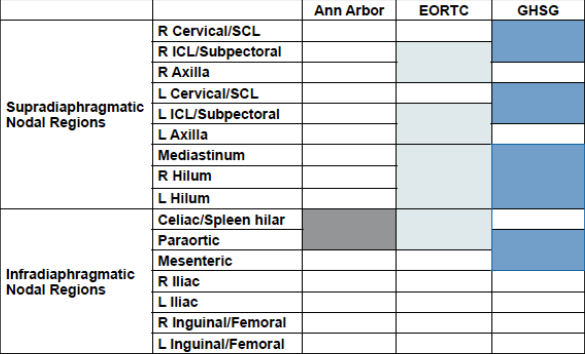 Ann Arbor EORTC GHSG
R Cervical/SCL
R ICL/Subpectoral
R Axilla
L Cervical/SCL
Supradiaphragmatic
Nodal Regions
L ICL/Subpectoral
L Axilla
Mediastinum
R Hilum
L Hilum
Celiac/Spleen hilar
Paraortic
Mesenteric
Infradiaphragmatic
Nodal Regions
R Iliac
L Iliac
R Inguinal/Femoral
L Inguinal/Femoral